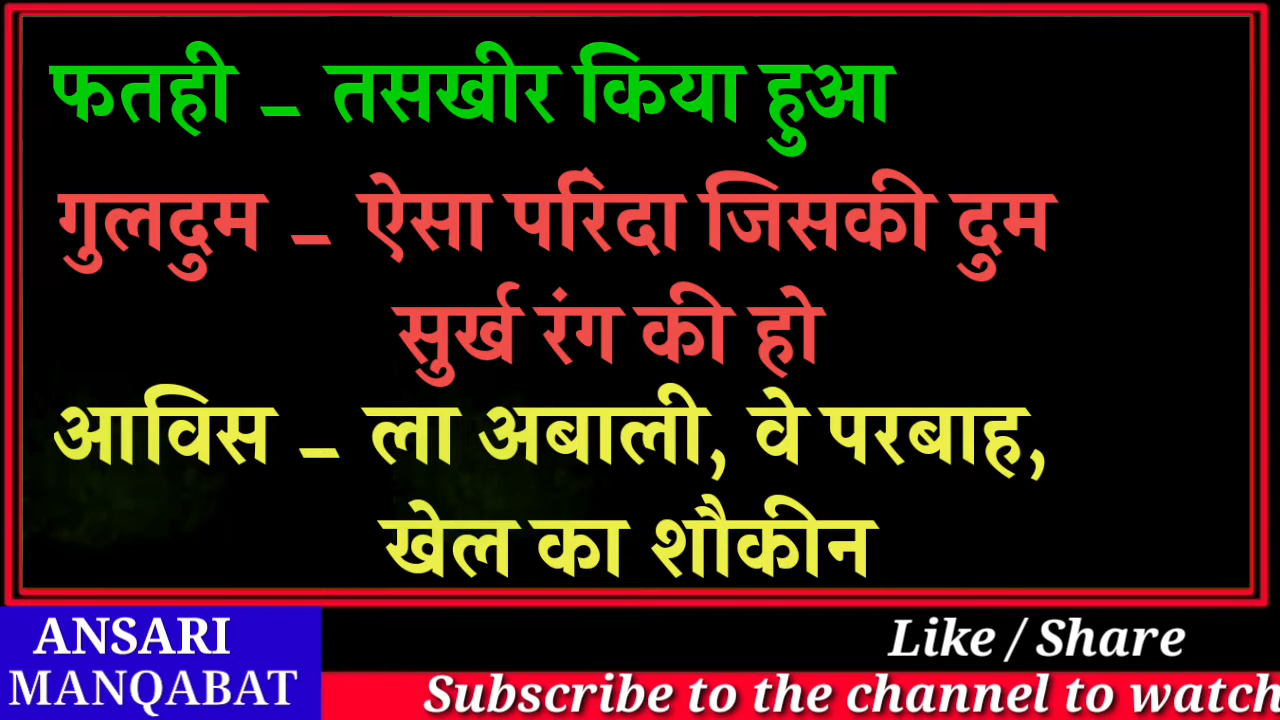 फतही – तसखीर किया हुआ
गुलदुम – ऐसा परिंदा जिसकी दुम
सुर्ख रंग की हो
आविस – ला अबाली, वे परबाह,
खेल का शौकीन
ANSARI
MANQABAT
Like / Share
Subscribe to the channel to watch